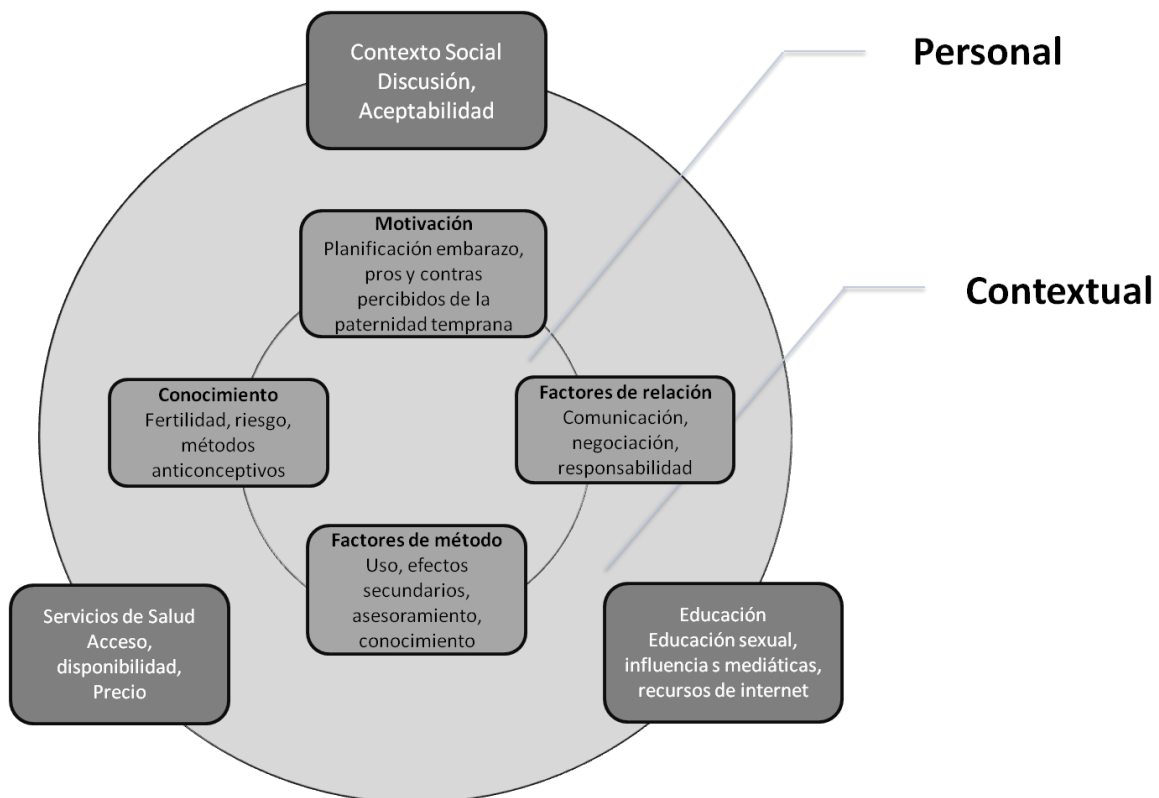 Contexto Social
Discusión,
Aceptabilidad
Personal
Motivación
Planificación embarazo,
pros y contras
percibidos de la
paternidad temprana
Contextual
Conocimiento
Fertilidad, riesgo,
métodos
anticonceptivos
Factores de relación
Comunicación,
negociación,
responsabilidad
Factores de método
Uso, efectos
secundarios,
asesoramiento,
conocimiento
Servicios de Salud
Acceso,
disponibilidad,
Precio
Educación
Educación sexual,
influencia s mediáticas,
recursos de internet